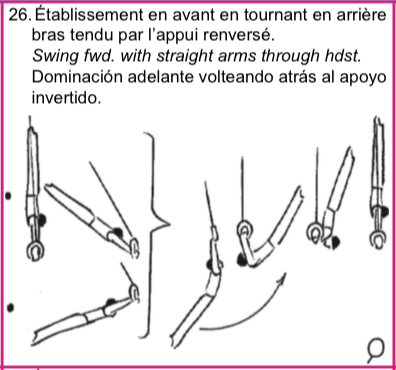 26. Établissement en avant en tournant en arrière
bras tendu par l'appui renversé.
Swing fwd. with straight arms through hdst.
Dominación adelante volteando atrás al apoyo
invertido.